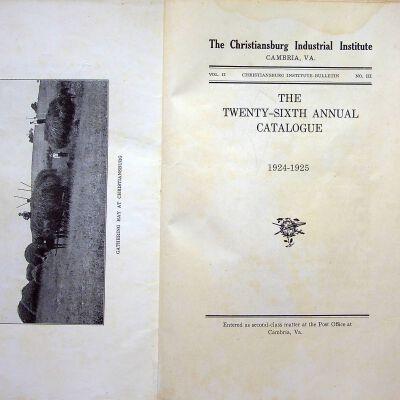 GATHERING HAY AT CHRISTIANSBURG
The Christiansburg Industrial Institute
CAMBRIA, VA.
VOL. II CHRISTIANSBURG INSTITUTE BULLETIN NO. III
THE
TWENTY-SIXTH ANNUAL
CATALOGUE
1924-1925
Entered as second-class matter at the Post Office at
Cambria, Va.